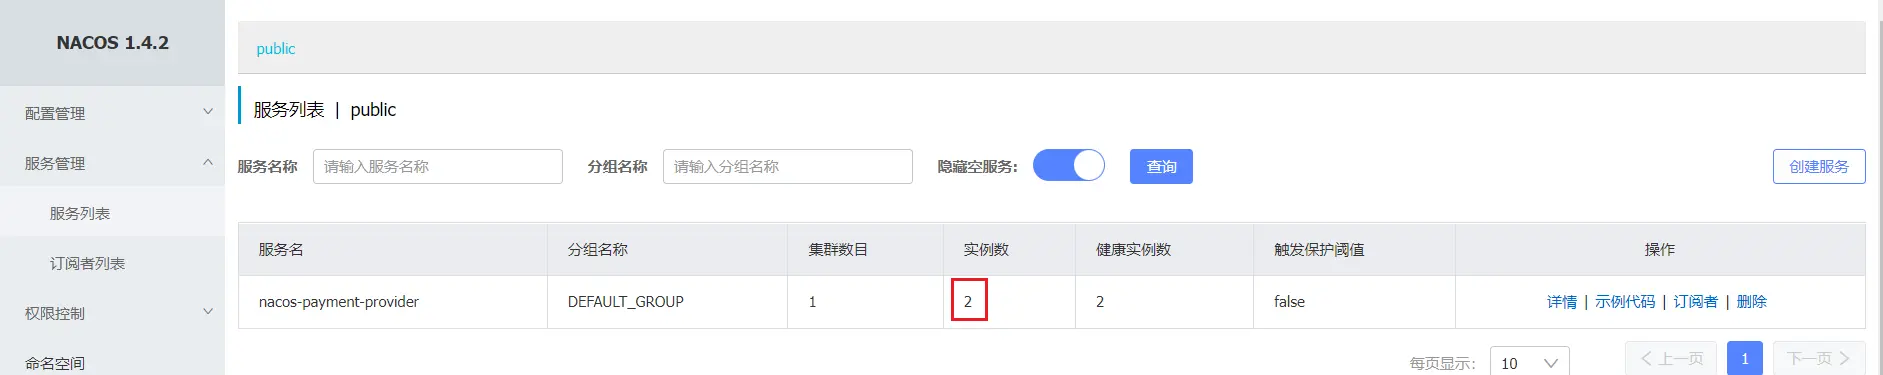 NACOS 1.4.2
配置管理
服务管理
服务列表
订阅者列表
权限控制
命名空间
public
服务列表 | public
服务名称 请输入服务名称 分组名称 请输入分组名称 隐藏空服务: 查询 创建服务
服务名 分组名称 集群数目 实例数 健康实例数 触发保护阈值 操作
nacos-payment-provider DEFAULT_GROUP 1 2 2 false 详情 | 示例代码 | 订阅者 | 删除
每页显示: 10 上一页 1 下一页